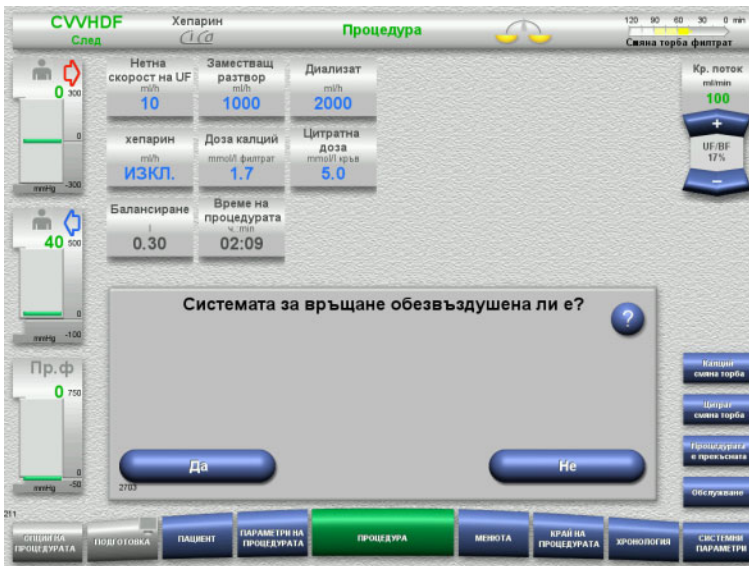 CVVHDF
След
Хепарин
Ci Ca
Процедура
120 90 60 30 0 min
Смяна торба филтрат
0
300
0
-300
mmHg
40
500
0
-100
mmHg
Пр.ф
0
750
0
-50
mmHg
Нетна
скорост на UF
ml/h
10
Заместващ
разтвор
ml/h
1000
Диализат
ml/h
2000
хепарин
ml/h
ИЗКЛ.
Доза калций
mmol/l филтрат
1.7
Цитратна
доза
mmol/l кръв
5.0
Балансиране
l
0.30
Време на
процедурата
ч. min
02:09
Кр. поток
ml/min
100
+
UF/BF
17%
−
Системата за връщане обезвъздушена ли е?
?
Да
Не
2703
Калций
смяна торба
Цитрат
смяна торба
Процедурата
е прекъсната
Обслужване
211
ОПЦИИ НА
ПРОЦЕДУРАТА
ПОДГОТОВКА
ПАЦИЕНТ
ПАРАМЕТРИ НА
ПРОЦЕДУРАТА
ПРОЦЕДУРА
МЕНЮТА
КРАЙ НА
ПРОЦЕДУРАТА
ХРОНОЛОГИЯ
СИСТЕМНИ
ПАРАМЕТРИ